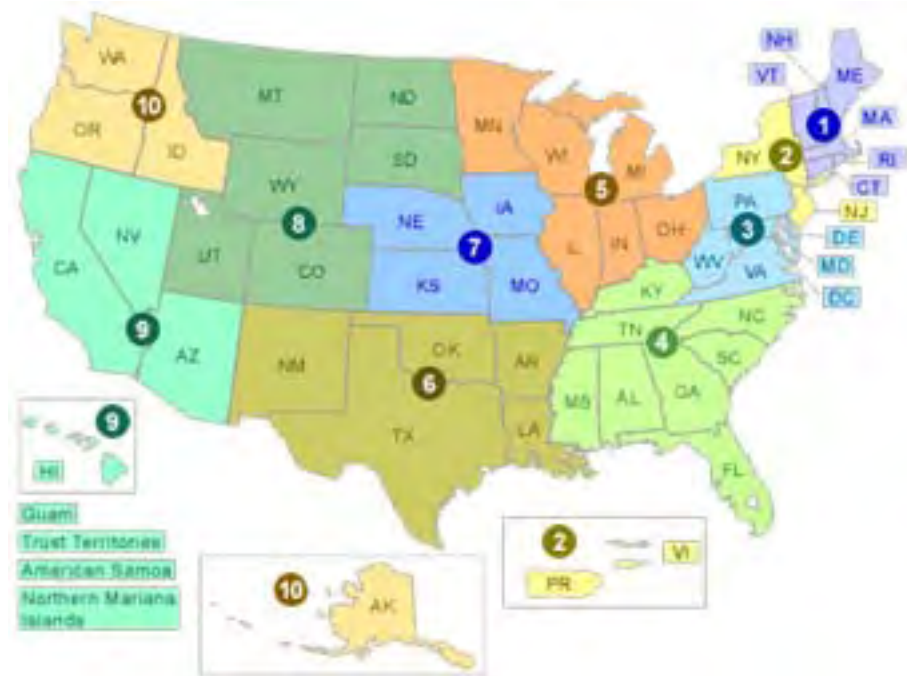 NH
WA
VT
ME
MT
ND
10
MN
1
MA
OR
ID
SD
WI
MI
NY
2
RI
WY
5
CT
IA
PA
NJ
NE
8
3
NV
7
OH
DE
UT
IL
IN
WV
CA
CO
VA
MD
KS
MO
KY
DC
9
TN
NC
AZ
OK
AR
4
NM
SC
6
MS
AL
GA
9
TX
LA
HI
FL
Guam
2
Trust Territories
VI
American Samoa
10
PR
Northern Mariana
Islands
AK